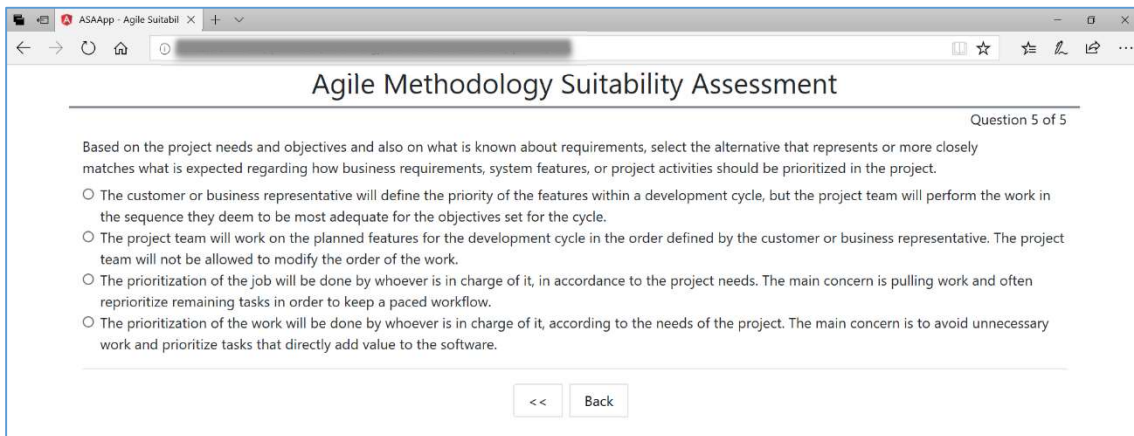 ASAApp - Agile Suitabil
Agile Methodology Suitability Assessment
Question 5 of 5
Based on the project needs and objectives and also on what is known about requirements, select the alternative that represents or more closely
matches what is expected regarding how business requirements, system features, or project activities should be prioritized in the project.
The customer or business representative will define the priority of the features within a development cycle, but the project team will perform the work in
the sequence they deem to be most adequate for the objectives set for the cycle.
The project team will work on the planned features for the development cycle in the order defined by the customer or business representative. The project
team will not be allowed to modify the order of the work.
The prioritization of the job will be done by whoever is in charge of it, in accordance to the project needs. The main concern is pulling work and often
reprioritize remaining tasks in order to keep a paced workflow.
The prioritization of the work will be done by whoever is in charge of it, according to the needs of the project. The main concern is to avoid unnecessary
work and prioritize tasks that directly add value to the software.
<< Back